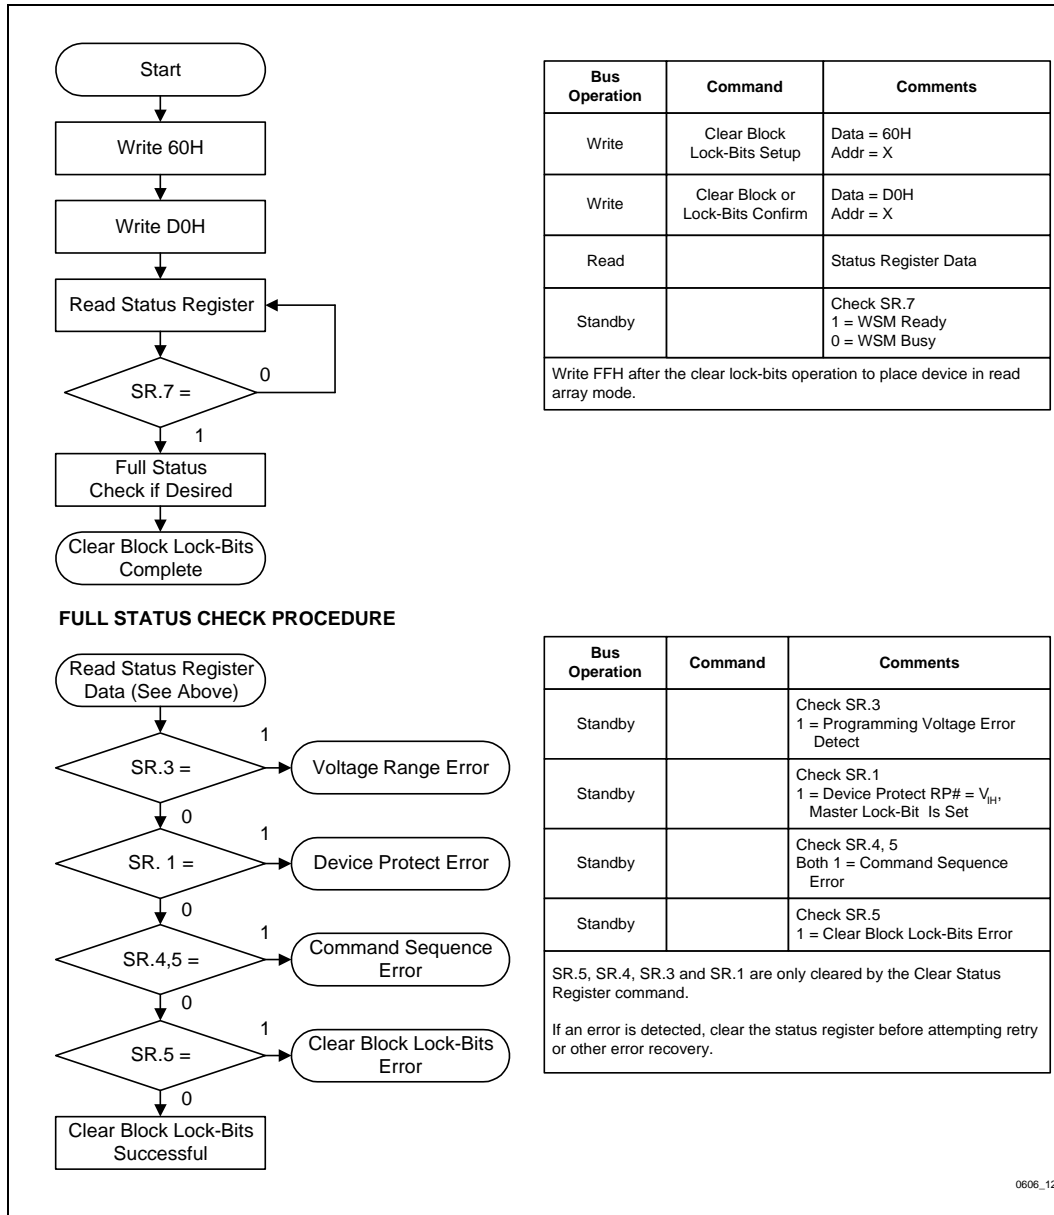 Start
Write 60H
Write D0H
Read Status Register
SR.7 =
0
1
Full Status
Check if Desired
Clear Block Lock-Bits
Complete
Bus
Operation
Command
Comments
Write
Clear Block
Lock-Bits Setup
Data = 60H
Addr = X
Write
Clear Block or
Lock-Bits Confirm
Data = D0H
Addr = X
Read
Status Register Data
Standby
Check SR.7
1 = WSM Ready
0 = WSM Busy
Write FFH after the clear lock-bits operation to place device in read
array mode.
FULL STATUS CHECK PROCEDURE
Read Status Register
Data (See Above)
SR.3 =
1
Voltage Range Error
0
SR. 1 =
1
Device Protect Error
0
SR.4,5 =
1
Command Sequence
Error
0
SR.5 =
1
Clear Block Lock-Bits
Error
0
Clear Block Lock-Bits
Successful
Bus
Operation
Command
Comments
Standby
Check SR.3
1 = Programming Voltage Error
Detect
Standby
Check SR.1
1 = Device Protect RP# = VIH,
Master Lock-Bit Is Set
Standby
Check SR.4, 5
Both 1 = Command Sequence
Error
Standby
Check SR.5
1 = Clear Block Lock-Bits Error
SR.5, SR.4, SR.3 and SR.1 are only cleared by the Clear Status
Register command.
If an error is detected, clear the status register before attempting retry
or other error recovery.
0606_12